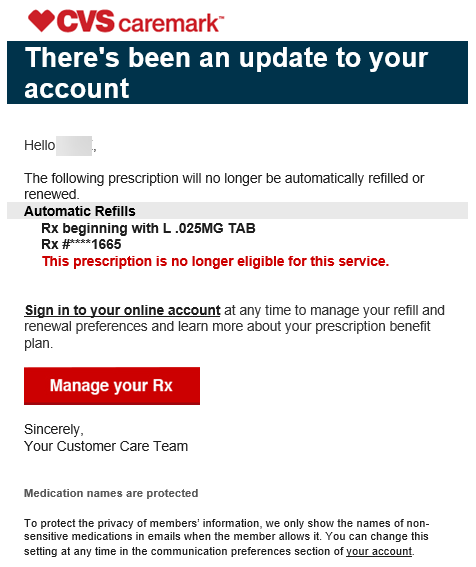 CVS caremark™
There's been an update to your
account
Hello ,
The following prescription will no longer be automatically refilled or
renewed.
Automatic Refills
Rx beginning with L .025MG TAB
Rx #****1665
This prescription is no longer eligible for this service.
Sign in to your online account at any time to manage your refill and
renewal preferences and learn more about your prescription benefit
plan.
Manage your Rx
Sincerely,
Your Customer Care Team
Medication names are protected
To protect the privacy of members' information, we only show the names of non-
sensitive medications in emails when the member allows it. You can change this
setting at any time in the communication preferences section of your account.